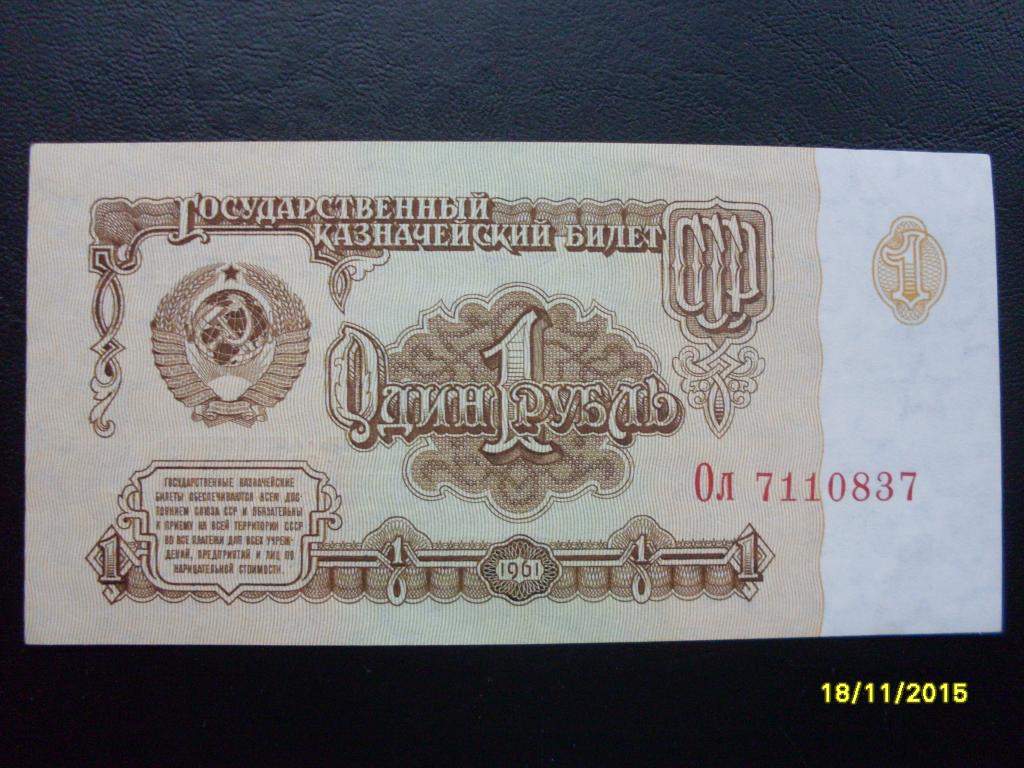 Государственный
казначейский билет
СССР
1
1
Один рубль
Ол 7110837
ГОСУДАРСТВЕННЫЕ КАЗНАЧЕЙСКИЕ
БИЛЕТЫ ОБЕСПЕЧИВАЮТСЯ ВСЕМ ДОС-
ТОЯНИЕМ СОЮЗА ССР И ОБЯЗАТЕЛЬНЫ
К ПРИЕМУ НА ВСЕЙ ТЕРРИТОРИИ СССР
ВО ВСЕ ПЛАТЕЖИ ДЛЯ ВСЕХ УЧРЕЖ-
ДЕНИЙ, ПРЕДПРИЯТИЙ И ЛИЦ ПО
НАРИЦАТЕЛЬНОЙ СТОИМОСТИ.
1 1 1961 1 1
18/11/2015